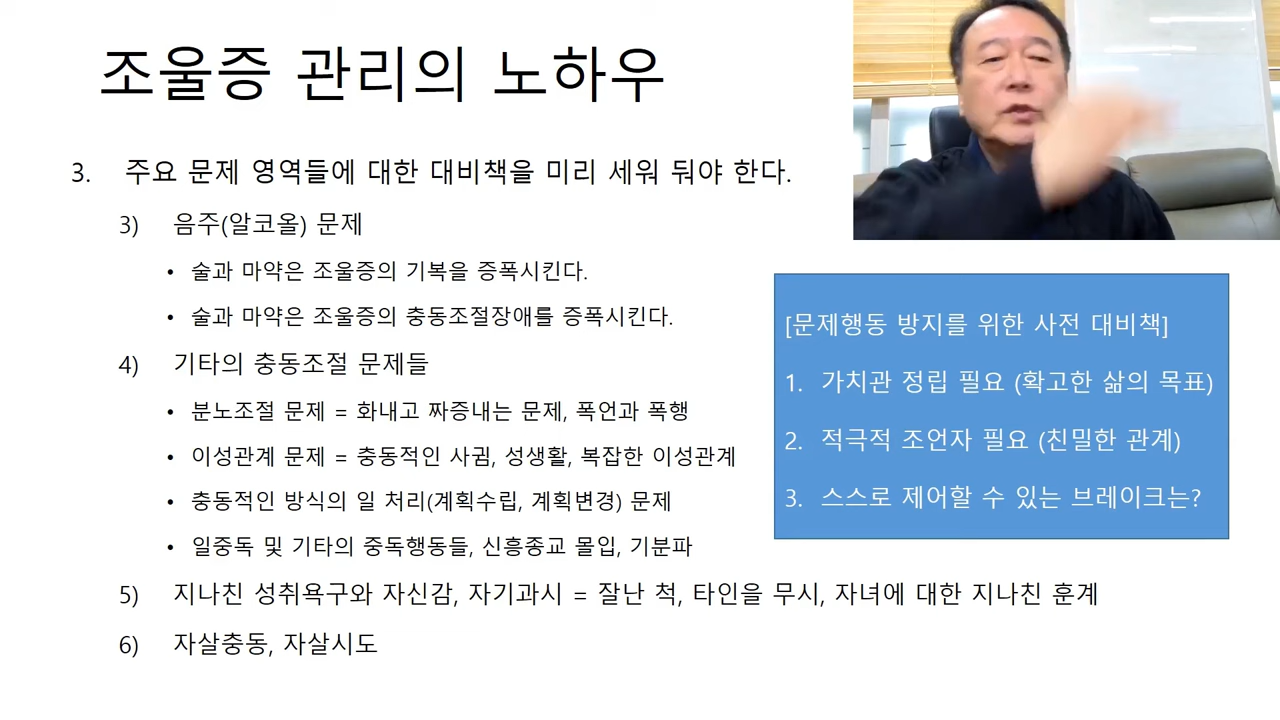 조울증 관리의 노하우
3. 주요 문제 영역들에 대한 대비책을 미리 세워 둬야 한다.
3) 음주(알코올) 문제
• 술과 마약은 조울증의 기복을 증폭시킨다.
• 술과 마약은 조울증의 충동조절장애를 증폭시킨다.
4) 기타의 충동조절 문제들
• 분노조절 문제 = 화내고 짜증내는 문제, 폭언과 폭행
• 이성관계 문제 = 충동적인 사귐, 성생활, 복잡한 이성관계
• 충동적인 방식의 일 처리(계획수립, 계획변경) 문제
• 일중독 및 기타의 중독행동들, 신흥종교 몰입, 기분파
5) 지나친 성취욕구와 자신감, 자기과시 = 잘난 척, 타인을 무시, 자녀에 대한 지나친 훈계
6) 자살충동, 자살시도
[문제행동 방지를 위한 사전 대비책]
1. 가치관 정립 필요 (확고한 삶의 목표)
2. 적극적 조언자 필요 (친밀한 관계)
3. 스스로 제어할 수 있는 브레이크는?